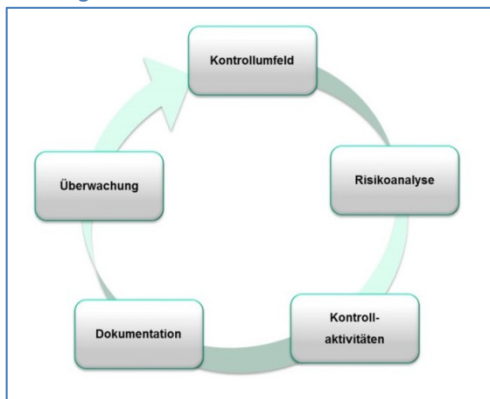 Kontrollumfeld
Risikoanalyse
Kontroll-
aktivitäten
Dokumentation
Überwachung